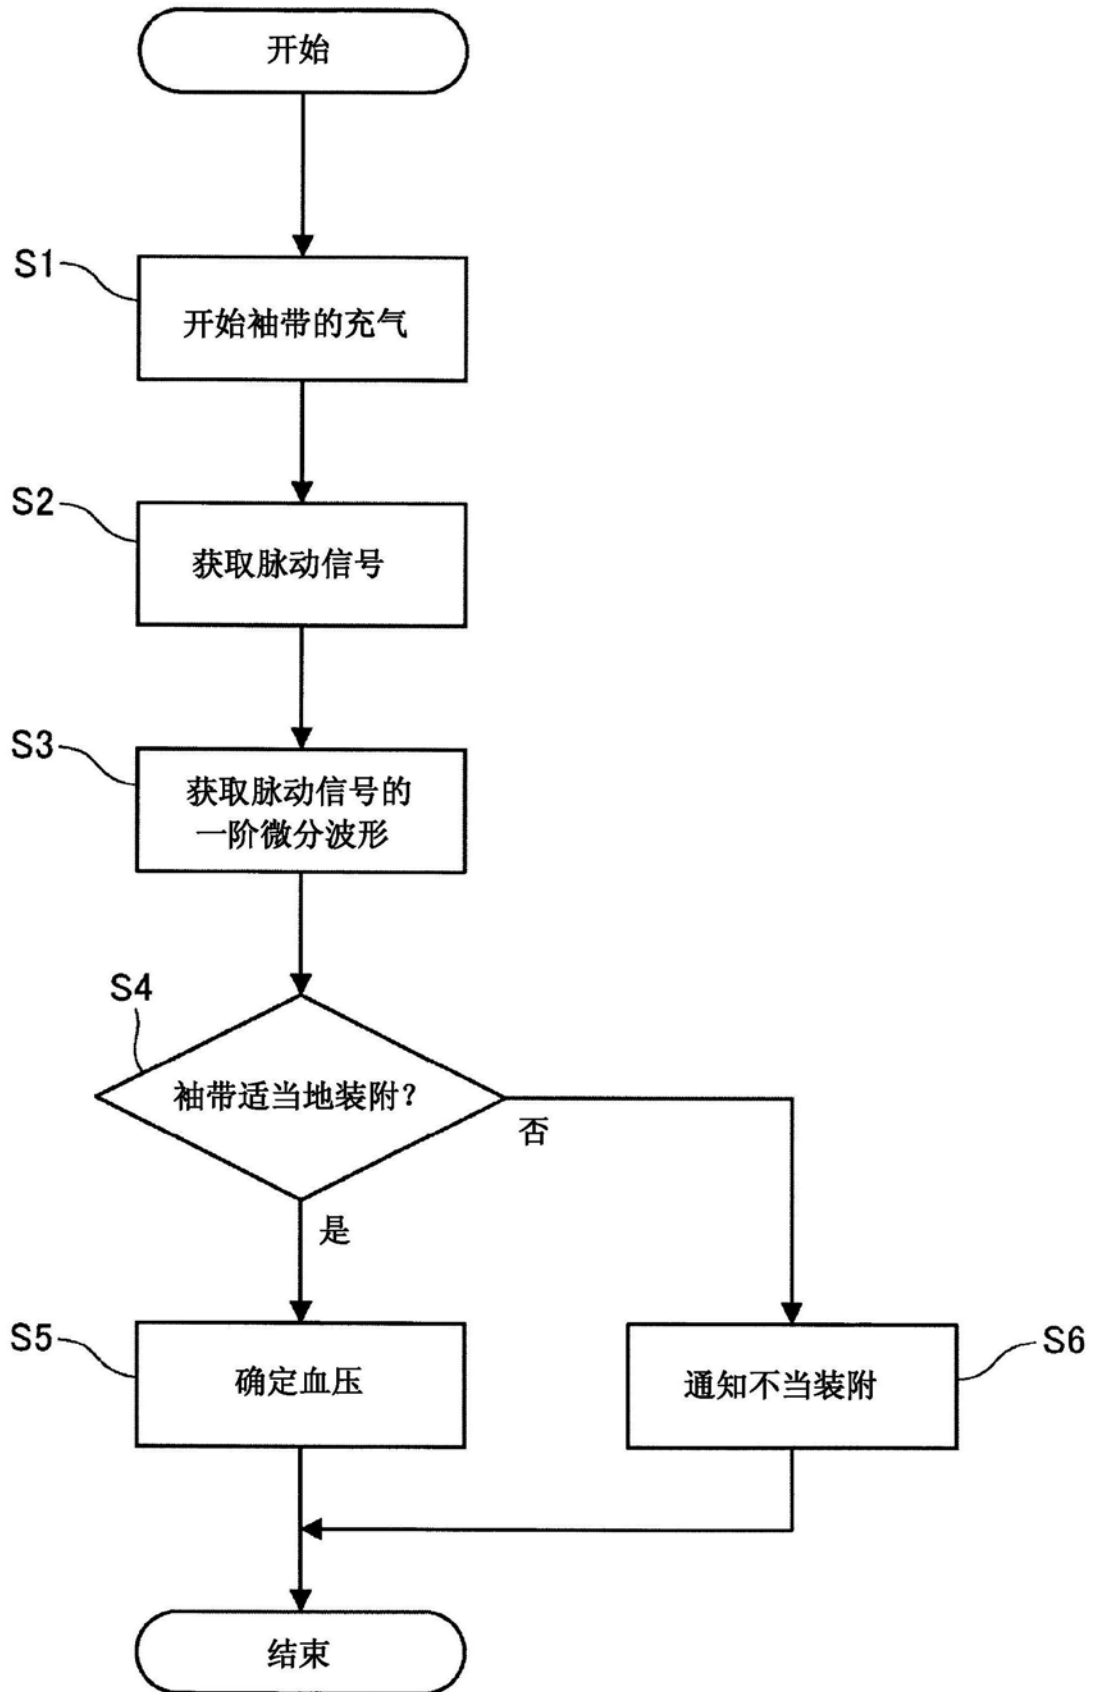 开始
S1
开始袖带的充气
S2
获取脉动信号
S3
获取脉动信号的
一阶微分波形
S4
袖带适当地装附？
否
是
S5
确定血压
通知不当装附
S6
结束